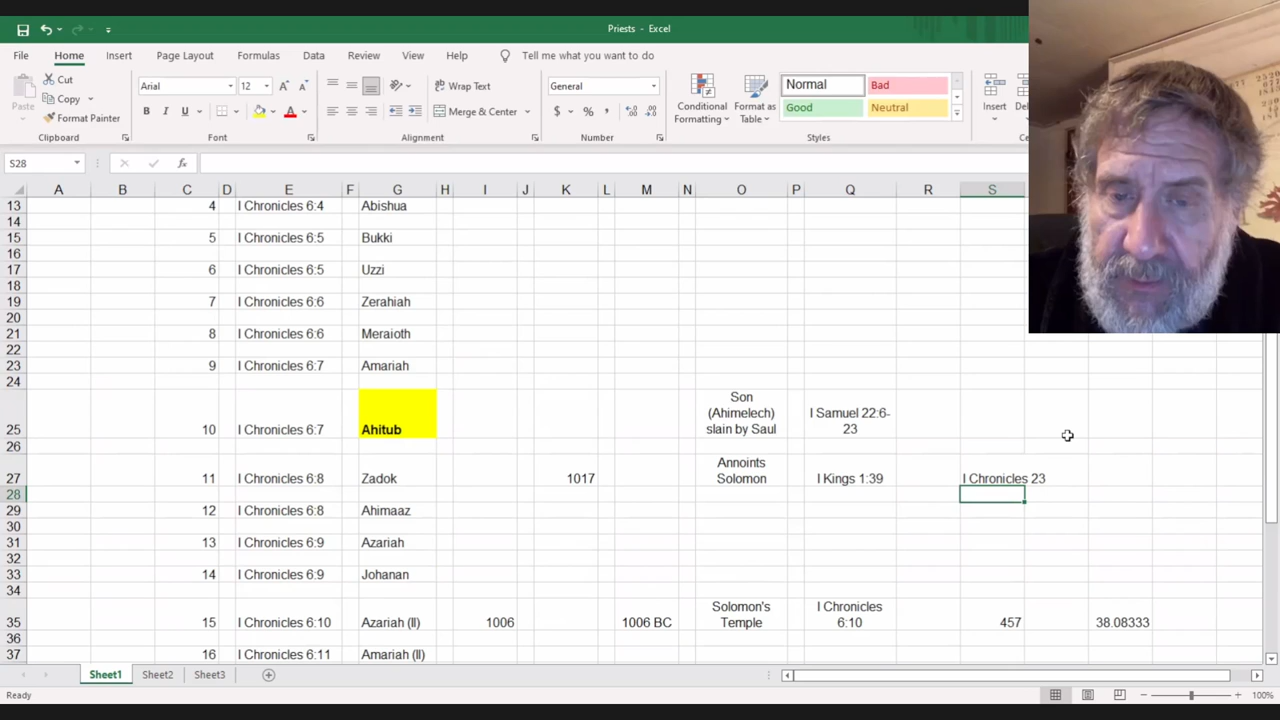 Priests - Excel
File Home Insert Page Layout Formulas Data Review View Help Tell me what you want to do
Paste
Cut
Copy
Format Painter
Clipboard
Arial 12
B I U
Font
Wrap Text
Merge & Center
Alignment
General
$ % ,
Number
Conditional
Formatting
Format as
Table
Normal Bad
Good Neutral
Styles
Insert
S28 fx
A B C D E F G H I J K L M N O P Q R S
13 4 I Chronicles 6:4 Abishua
14
15 5 I Chronicles 6:5 Bukki
16
17 6 I Chronicles 6:5 Uzzi
18
19 7 I Chronicles 6:6 Zerahiah
20
21 8 I Chronicles 6:6 Meraioth
22
23 9 I Chronicles 6:7 Amariah
24
Son
(Ahimelech) I Samuel 22:6-
25 10 I Chronicles 6:7 Ahitub slain by Saul 23
26
Annoints
27 11 I Chronicles 6:8 Zadok 1017 Solomon I Kings 1:39 I Chronicles 23
28
29 12 I Chronicles 6:8 Ahimaaz
30
31 13 I Chronicles 6:9 Azariah
32
33 14 I Chronicles 6:9 Johanan
34
Solomon's I Chronicles
35 15 I Chronicles 6:10 Azariah (II) 1006 1006 BC Temple 6:10 457 38.08333
36
37 16 I Chronicles 6:11 Amariah (II)
Sheet1 Sheet2 Sheet3
Ready 100%